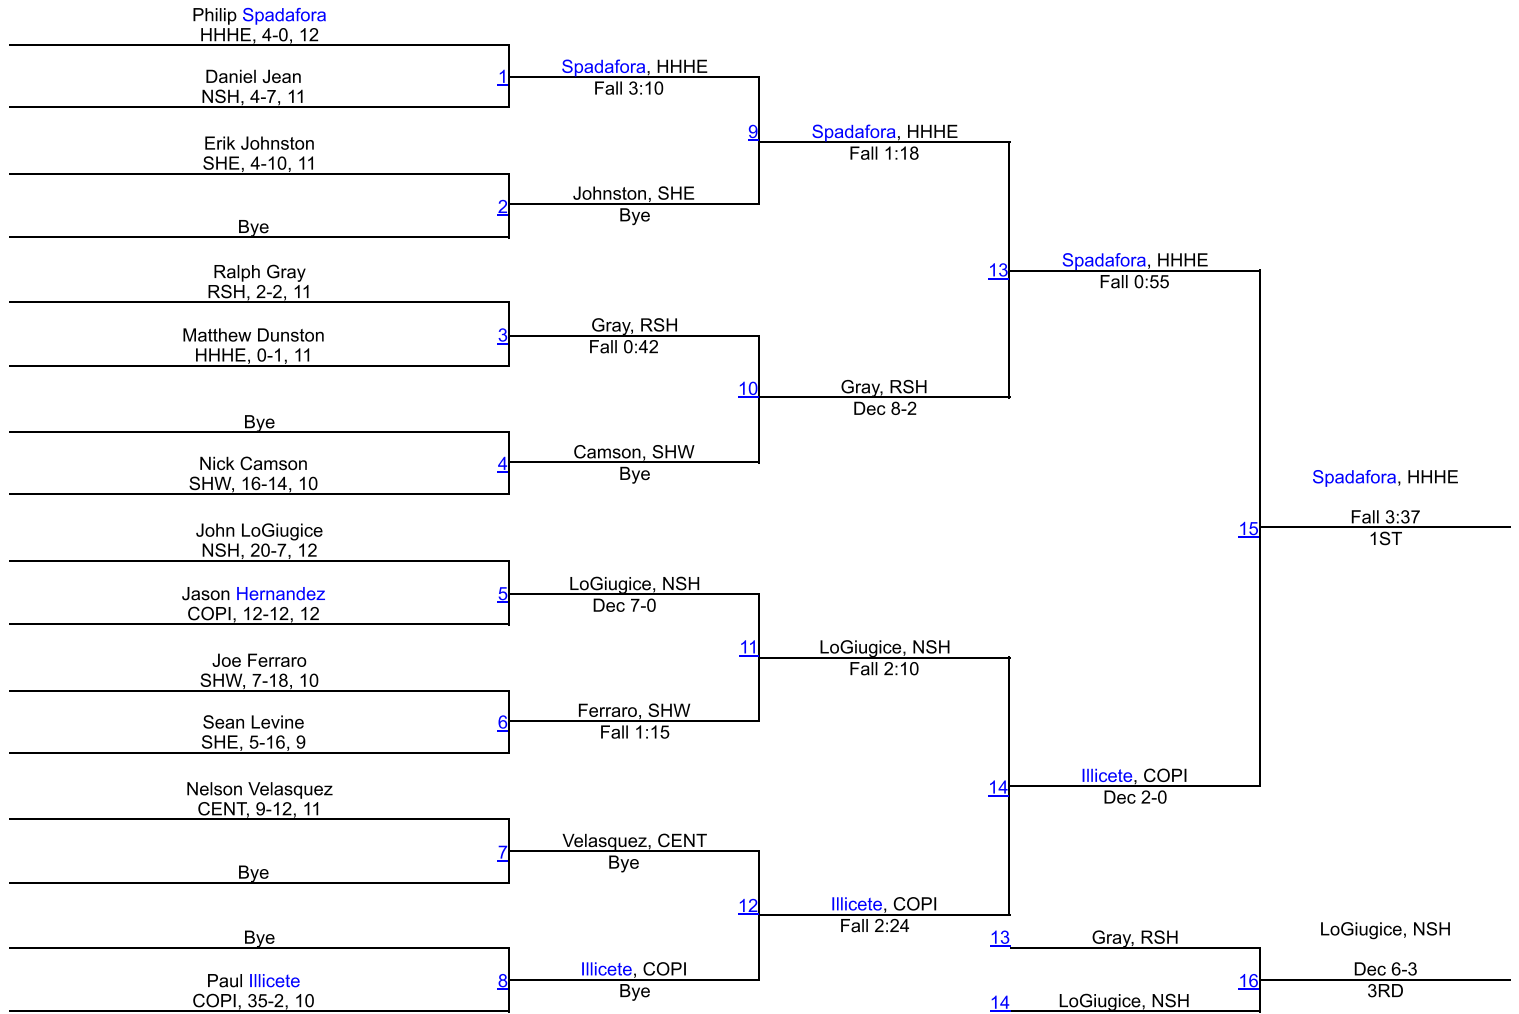 Philip Spadafora
HHHE, 4-0, 12
Daniel Jean
NSH, 4-7, 11
Erik Johnston
SHE, 4-10, 11
Bye
Ralph Gray
RSH, 2-2, 11
Matthew Dunston
HHHE, 0-1, 11
Bye
Nick Camson
SHW, 16-14, 10
John LoGiugice
NSH, 20-7, 12
Jason Hernandez
COPI, 12-12, 12
Joe Ferraro
SHW, 7-18, 10
Sean Levine
SHE, 5-16, 9
Nelson Velasquez
CENT, 9-12, 11
Bye
Bye
Paul Illicete
COPI, 35-2, 10
1
Spadafora, HHHE
Fall 3:10
2
Johnston, SHE
Bye
3
Gray, RSH
Fall 0:42
4
Camson, SHW
Bye
5
LoGiugice, NSH
Dec 7-0
6
Ferraro, SHW
Fall 1:15
7
Velasquez, CENT
Bye
8
Illicete, COPI
Bye
9
Spadafora, HHHE
Fall 1:18
10
Gray, RSH
Dec 8-2
11
LoGiugice, NSH
Fall 2:10
12
Illicete, COPI
Fall 2:24
13
Spadafora, HHHE
Fall 0:55
14
Illicete, COPI
Dec 2-0
15
Spadafora, HHHE
Fall 3:37
1ST
13
Gray, RSH
14
LoGiugice, NSH
16
LoGiugice, NSH
Dec 6-3
3RD